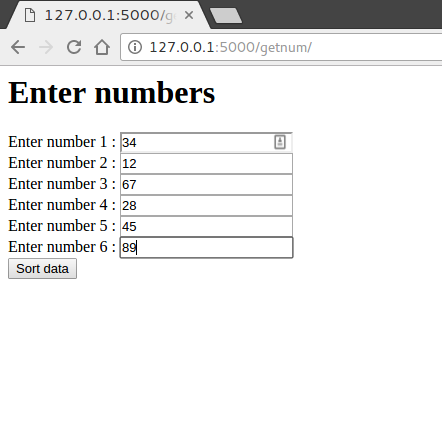 127.0.0.1:5000/g
127.0.0.1:5000/getnum/
Enter numbers
Enter number 1 : 34
Enter number 2 : 12
Enter number 3 : 67
Enter number 4 : 28
Enter number 5 : 45
Enter number 6 : 89
Sort data